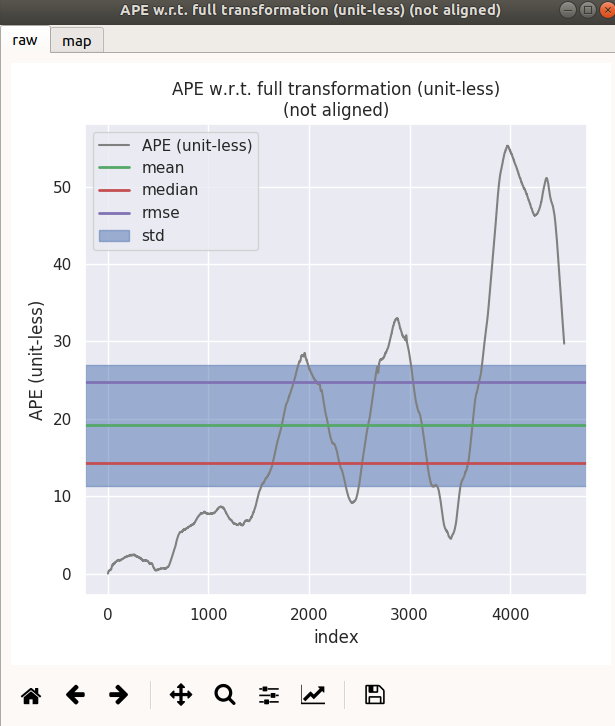 APE w.r.t. full transformation (unit-less) (not aligned)
raw
map
APE w.r.t. full transformation (unit-less)
(not aligned)
APE (unit-less)
mean
median
rmse
std
APE (unit-less)
50
40
30
20
10
0
0
1000
2000
3000
4000
index